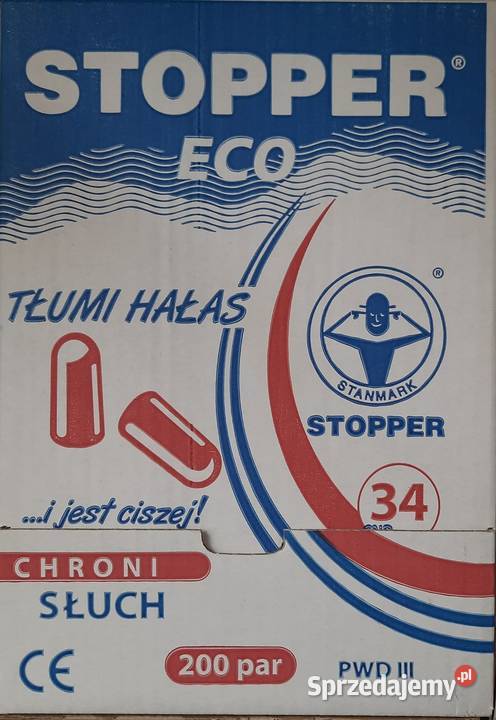 STOPPER®
ECO
TŁUMI HAŁAS
®
STANMARK
STOPPER
...i jest ciszej!
34
CHRONI
SŁUCH
CE
200 par
PWD III
Sprzedajemy.pl